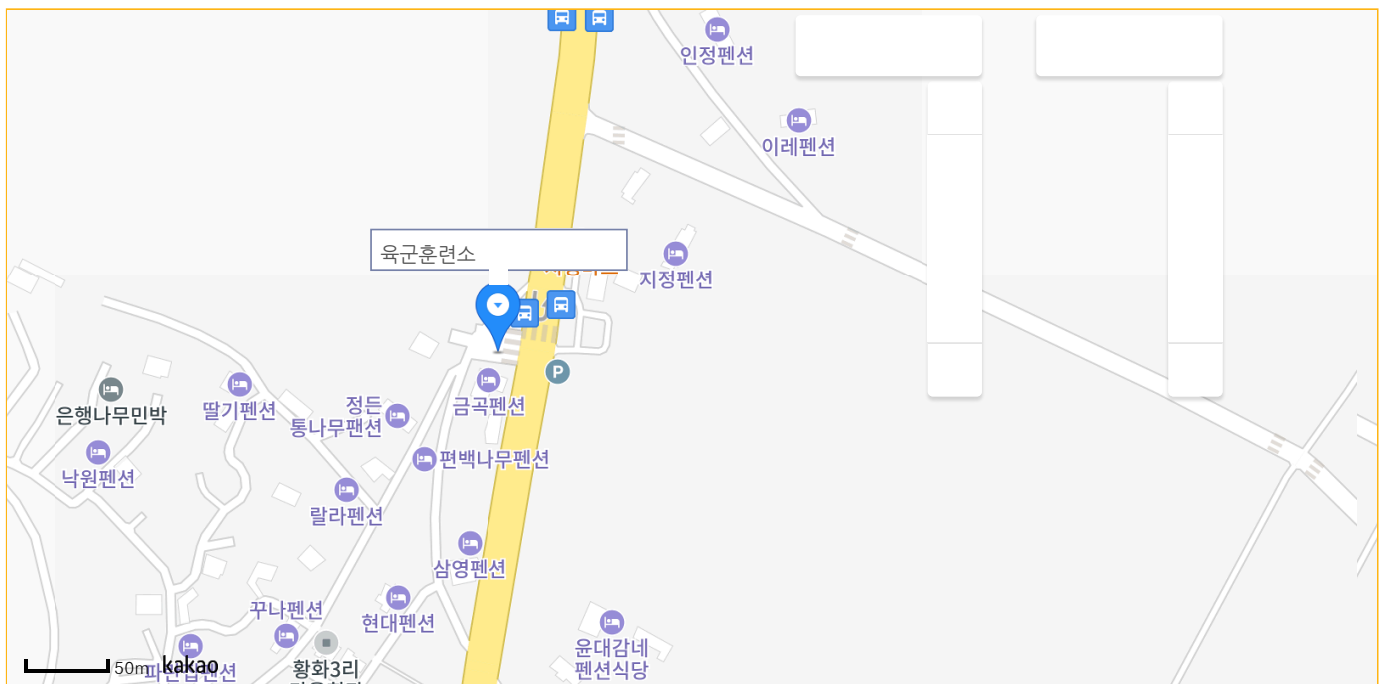 인정펜션
이레펜션
육군훈련소
지정펜션
P
은행나무민박
딸기펜션
정든
통나무팬션
금곡펜션
낙원펜션
편백나무펜션
랄라펜션
삼영펜션
꾸나펜션
현대펜션
윤대감네
펜션식당
황화3리
50m
kakao